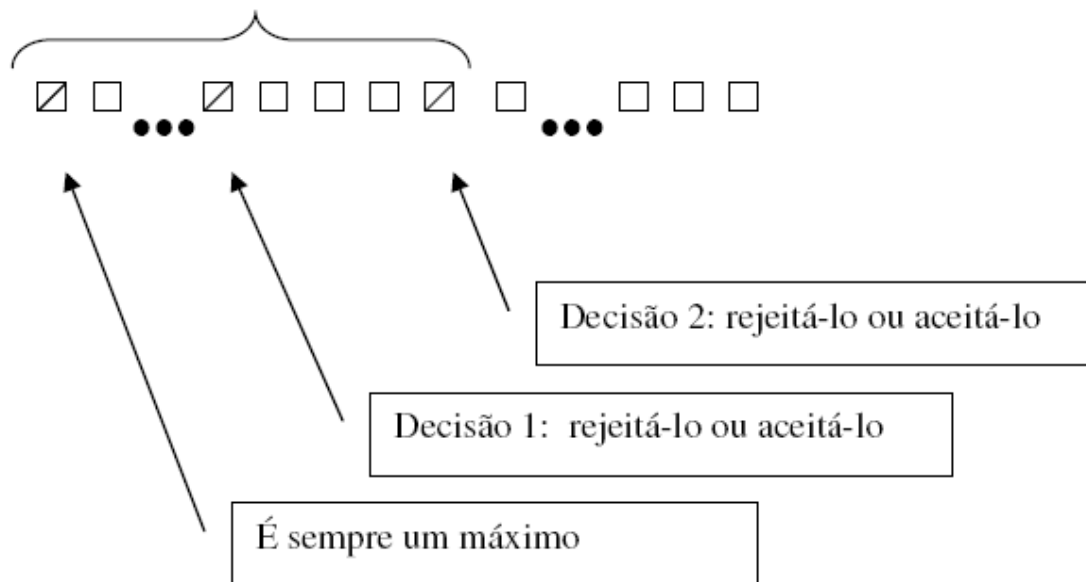 Decisão 2: rejeitá-lo ou aceitá-lo
Decisão 1:  rejeitá-lo ou aceitá-lo
É sempre um máximo